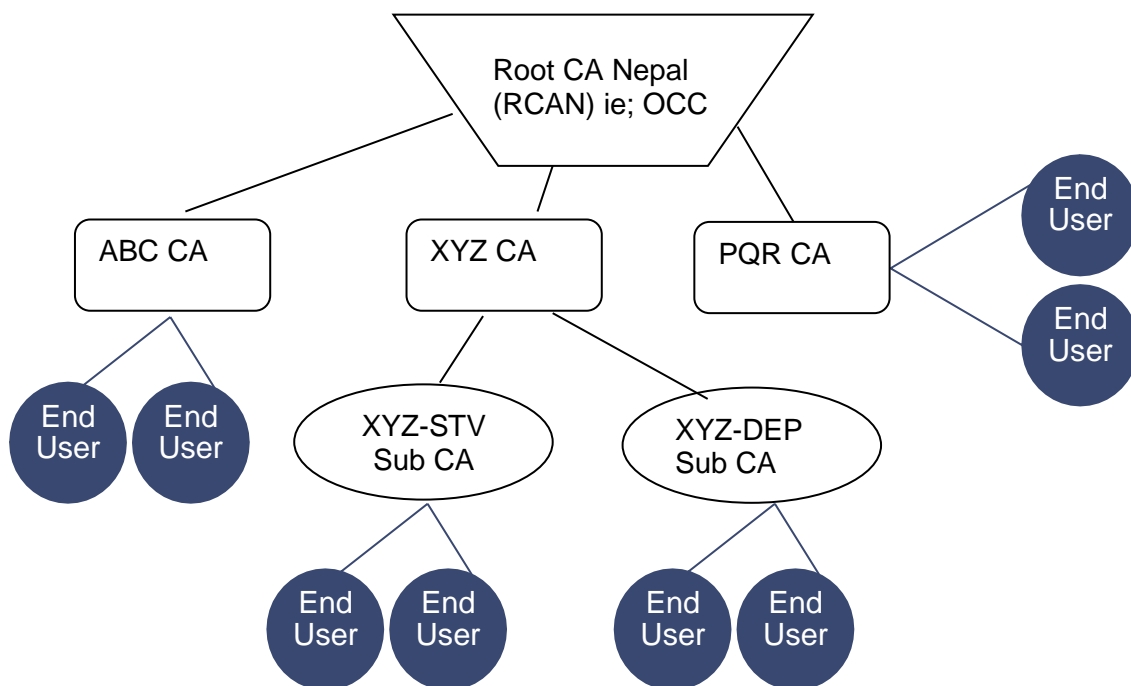 Root CA Nepal
(RCAN) ie; OCC
ABC CA
XYZ CA
PQR CA
End
User
End
User
End
User
End
User
XYZ-STV
Sub CA
XYZ-DEP
Sub CA
End
User
End
User
End
User
End
User